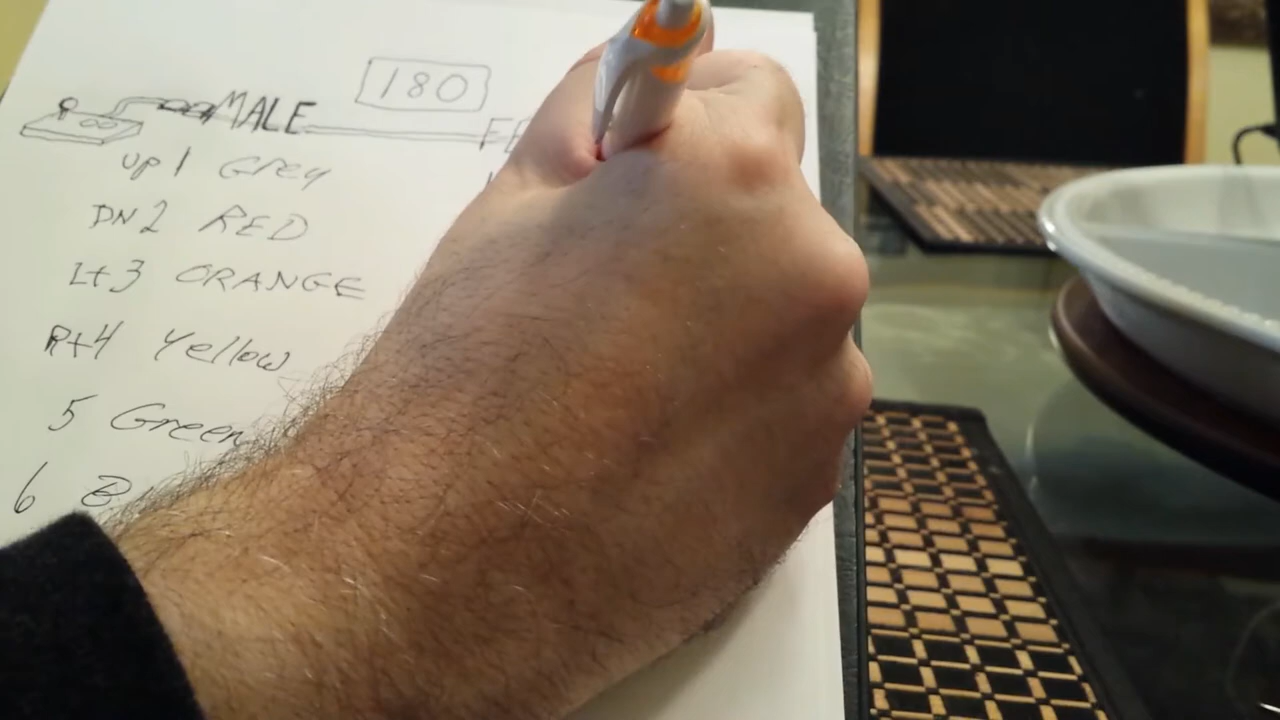 180
MALE
up 1 Grey
DN 2 RED
Lt 3 ORANGE
Rt 4 Yellow
5 Green
6